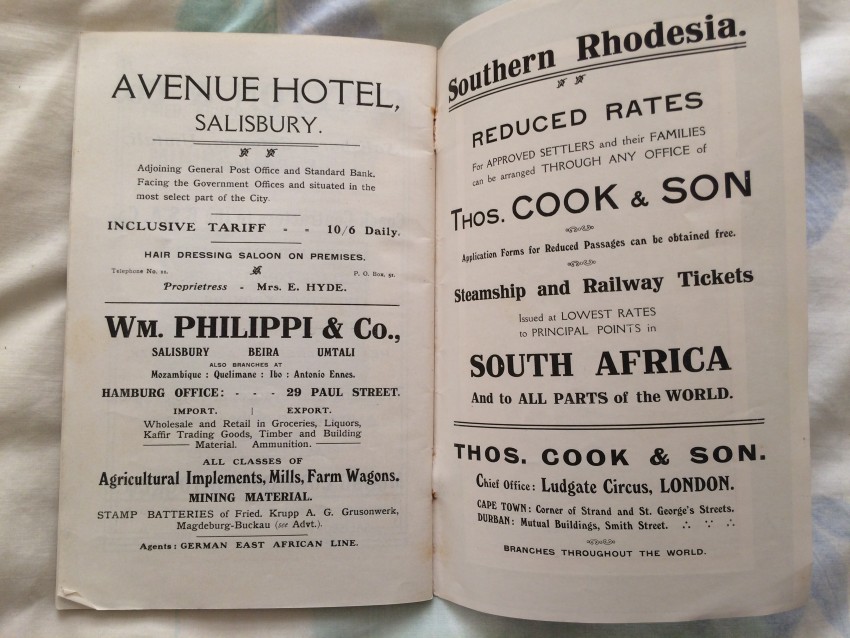 AVENUE HOTEL,
SALISBURY.
Adjoining General Post Office and Standard Bank.
Facing the Government Offices and situated in the
most select part of the City.
INCLUSIVE TARIFF - - 10/6 Daily.
HAIR DRESSING SALOON ON PREMISES.
Telephone No. P. O. Box,
Proprietress - Mrs. E. HYDE.
WM. PHILIPPI & Co.,
SALISBURY BEIRA UMTALI
ALSO BRANCHES AT
Mozambique : Quelimane : Ibo : Antonio Ennes.
HAMBURG OFFICE: - - - 29 PAUL STREET.
IMPORT. | EXPORT.
Wholesale and Retail in Groceries, Liquors,
Kaffir Trading Goods, Timber and Building
Material. Ammunition.
ALL CLASSES OF
Agricultural Implements, Mills, Farm Wagons.
MINING MATERIAL.
STAMP BATTERIES of Fried. Krupp A. G. Grusonwerk,
Magdeburg-Buckau (see Advt.).
Agents: GERMAN EAST AFRICAN LINE.
Southern Rhodesia.
REDUCED RATES
For APPROVED SETTLERS and their FAMILIES
can be arranged THROUGH ANY OFFICE of
THOS. COOK & SON
Application Forms for Reduced Passages can be obtained free.
Steamship and Railway Tickets
Issued at LOWEST RATES
to PRINCIPAL POINTS in
SOUTH AFRICA
And to ALL PARTS of the WORLD.
THOS. COOK & SON.
Chief Office: Ludgate Circus, LONDON.
CAPE TOWN: Corner of Strand and St. George's Streets.
DURBAN: Mutual Buildings, Smith Street.
BRANCHES THROUGHOUT THE WORLD.